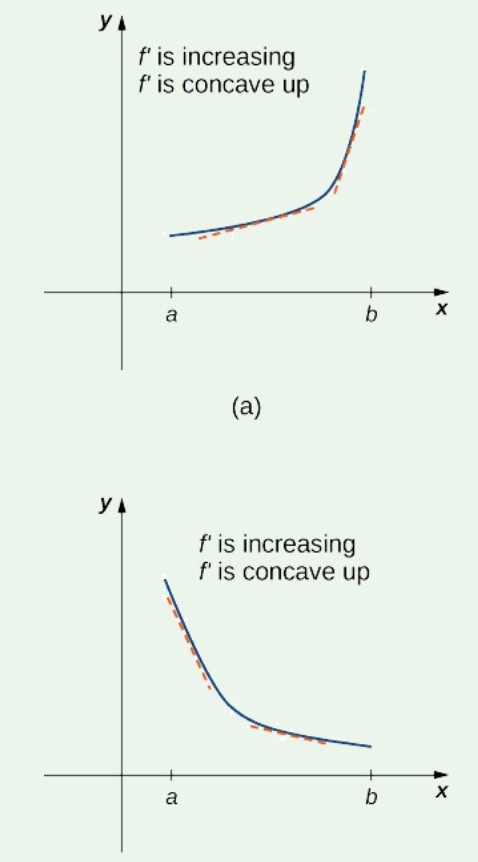 y
f' is increasing
f' is concave up
a
b
x
(a)
y
f' is increasing
f' is concave up
a
b
x